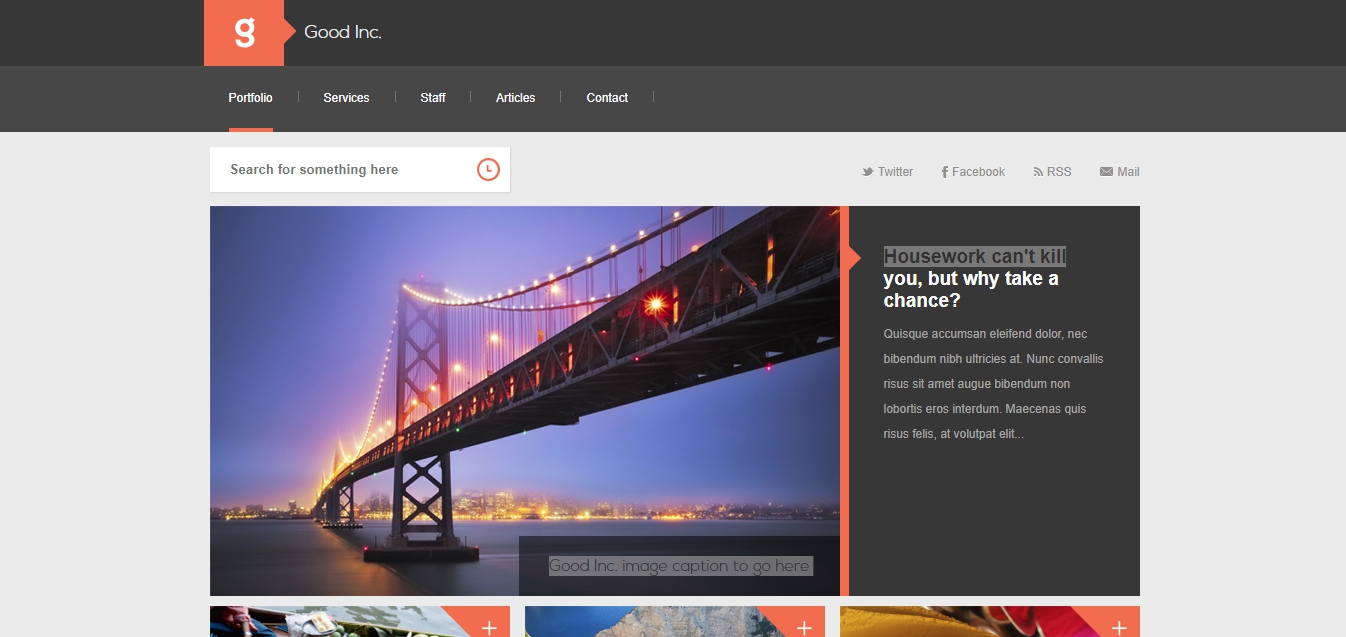 g
Good Inc.
Portfolio
Services
Staff
Articles
Contact
Search for something here
Twitter
Facebook
RSS
Mail
Housework can't kill
you, but why take a
chance?
Quisque accumsan eleifend dolor, nec
bibendum nibh ultricies at. Nunc convallis
risus sit amet augue bibendum non
lobortis eros interdum. Maecenas quis
risus felis, at volutpat elit...
Good Inc. image caption to go here